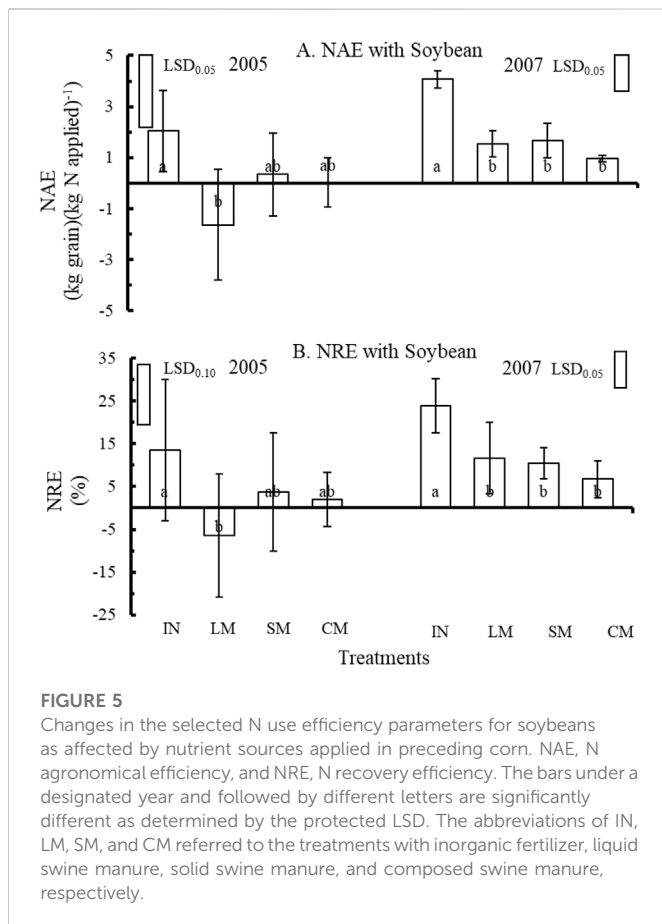 A. NAE with Soybean
LSD0.05 2005
2007 LSD0.05
5
3
1
-1
-3
-5
NAE
(kg grain)(kg N applied)-1)
a
b
ab
ab
a
b
b
b
B. NRE with Soybean
LSD0.10 2005
2007 LSD0.05
35
25
15
5
-5
-15
-25
NRE
(%)
a
b
ab
ab
a
b
b
b
IN LM SM CM IN LM SM CM
Treatments
FIGURE 5
Changes in the selected N use efficiency parameters for soybeans
as affected by nutrient sources applied in preceding corn. NAE, N
agronomical efficiency, and NRE, N recovery efficiency. The bars under a
designated year and followed by different letters are significantly
different as determined by the protected LSD. The abbreviations of IN,
LM, SM, and CM referred to the treatments with inorganic fertilizer, liquid
swine manure, solid swine manure, and composed swine manure,
respectively.